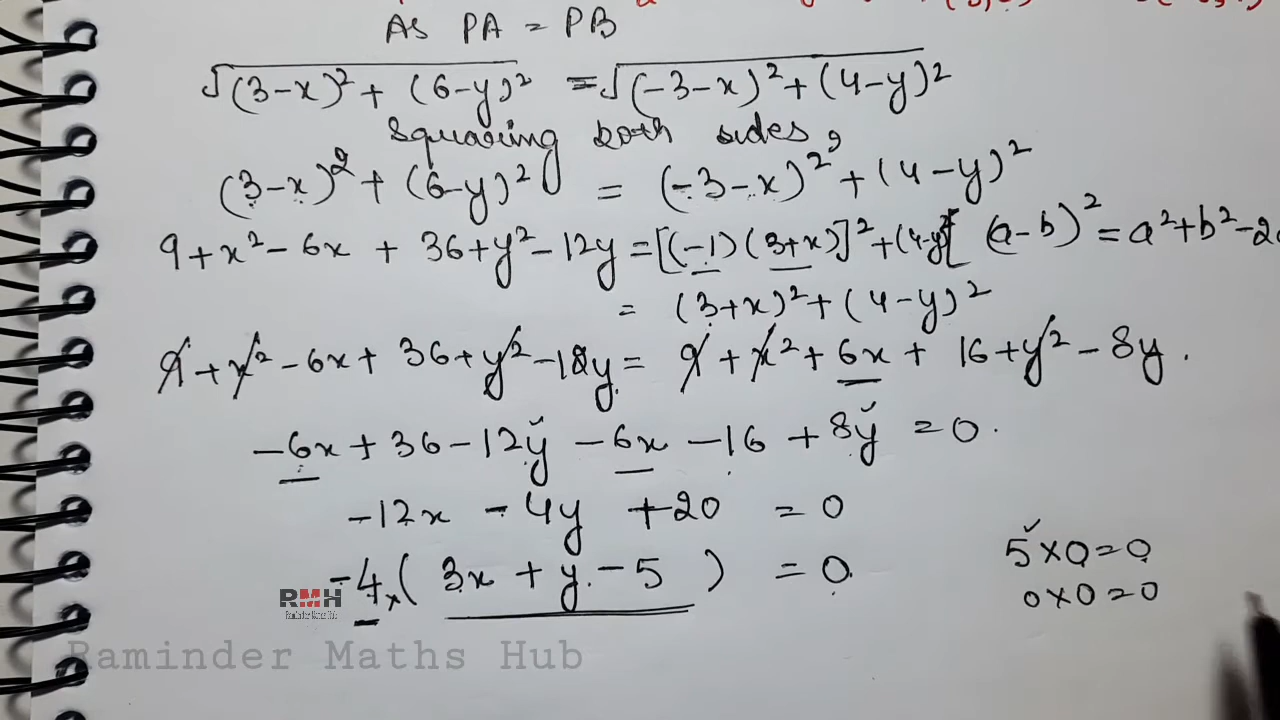 As PA = PB
√(3-x)² + (6-y)² = √(-3-x)² + (4-y)²
Squaring both sides,
(3-x)² + (6-y)² = (-3-x)² + (4-y)²
9+x²-6x + 36+y²-12y = [(-1)(3+x)]² + (4-y)² (a-b)² = a²+b²-2
= (3+x)² + (4-y)²
9+x²-6x+ 36+y²-12y = 9+x²+6x+ 16+y²-8y.
-6x+36-12y -6x -16 +8y = 0.
-12x -4y +20 = 0
-4 ( 3x + y - 5 ) = 0
5×0=0
0×0=0
RMH
Raminder Maths Hub